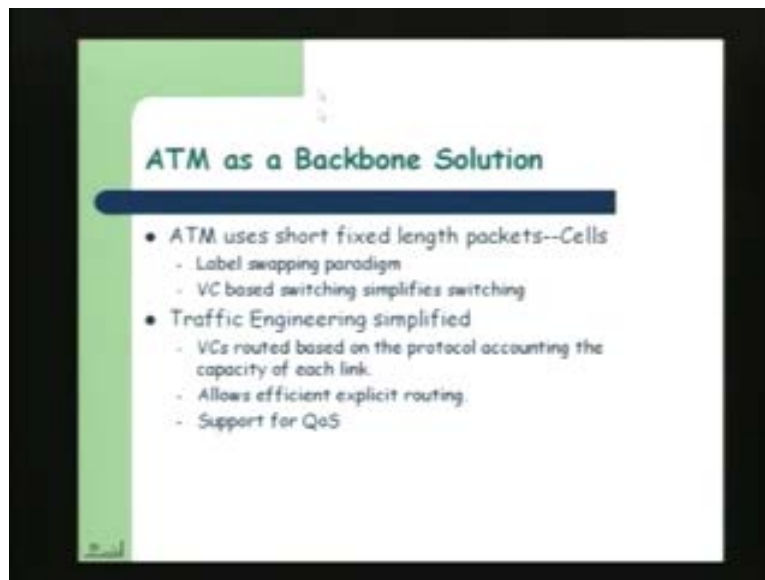 ATM as a Backbone Solution
ATM uses short fixed length packets--Cells
- Label swapping paradigm
- VC based switching simplifies switching
Traffic Engineering simplified
- VCs routed based on the protocol accounting the
capacity of each link.
- Allows efficient explicit routing.
- Support for QoS